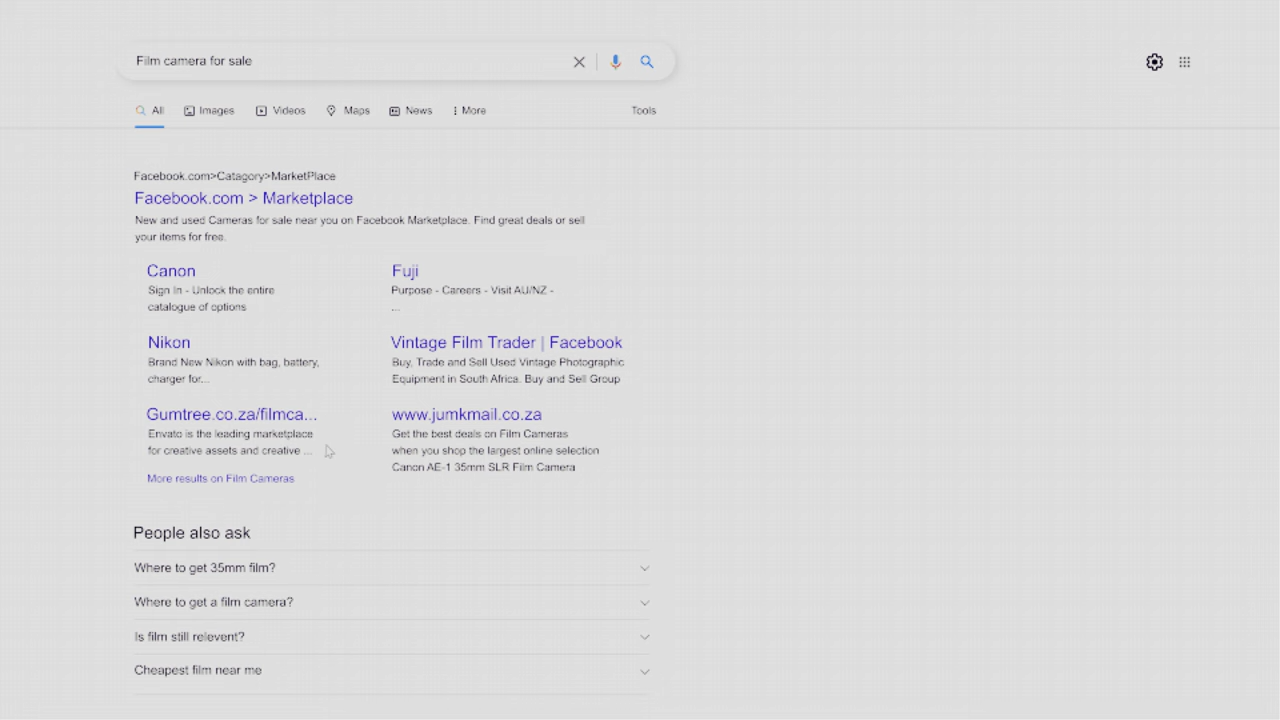 Film camera for sale
All Images Videos Maps News More Tools
Facebook.com>Catagory>MarketPlace
Facebook.com > Marketplace
New and used Cameras for sale near you on Facebook Marketplace. Find great deals or sell
your items for free.
Canon
Sign In - Unlock the entire
catalogue of options
Fuji
Purpose - Careers - Visit AU/NZ -
...
Nikon
Brand New Nikon with bag, battery,
charger for...
Vintage Film Trader | Facebook
Buy, Trade and Sell Used Vintage Photographic
Equipment in South Africa. Buy and Sell Group
Gumtree.co.za/filmca...
Envato is the leading marketplace
for creative assets and creative ...
www.jumkmail.co.za
Get the best deals on Film Cameras
when you shop the largest online selection
Canon AE-1 35mm SLR Film Camera
More results on Film Cameras
People also ask
Where to get 35mm film?
Where to get a film camera?
Is film still relevent?
Cheapest film near me